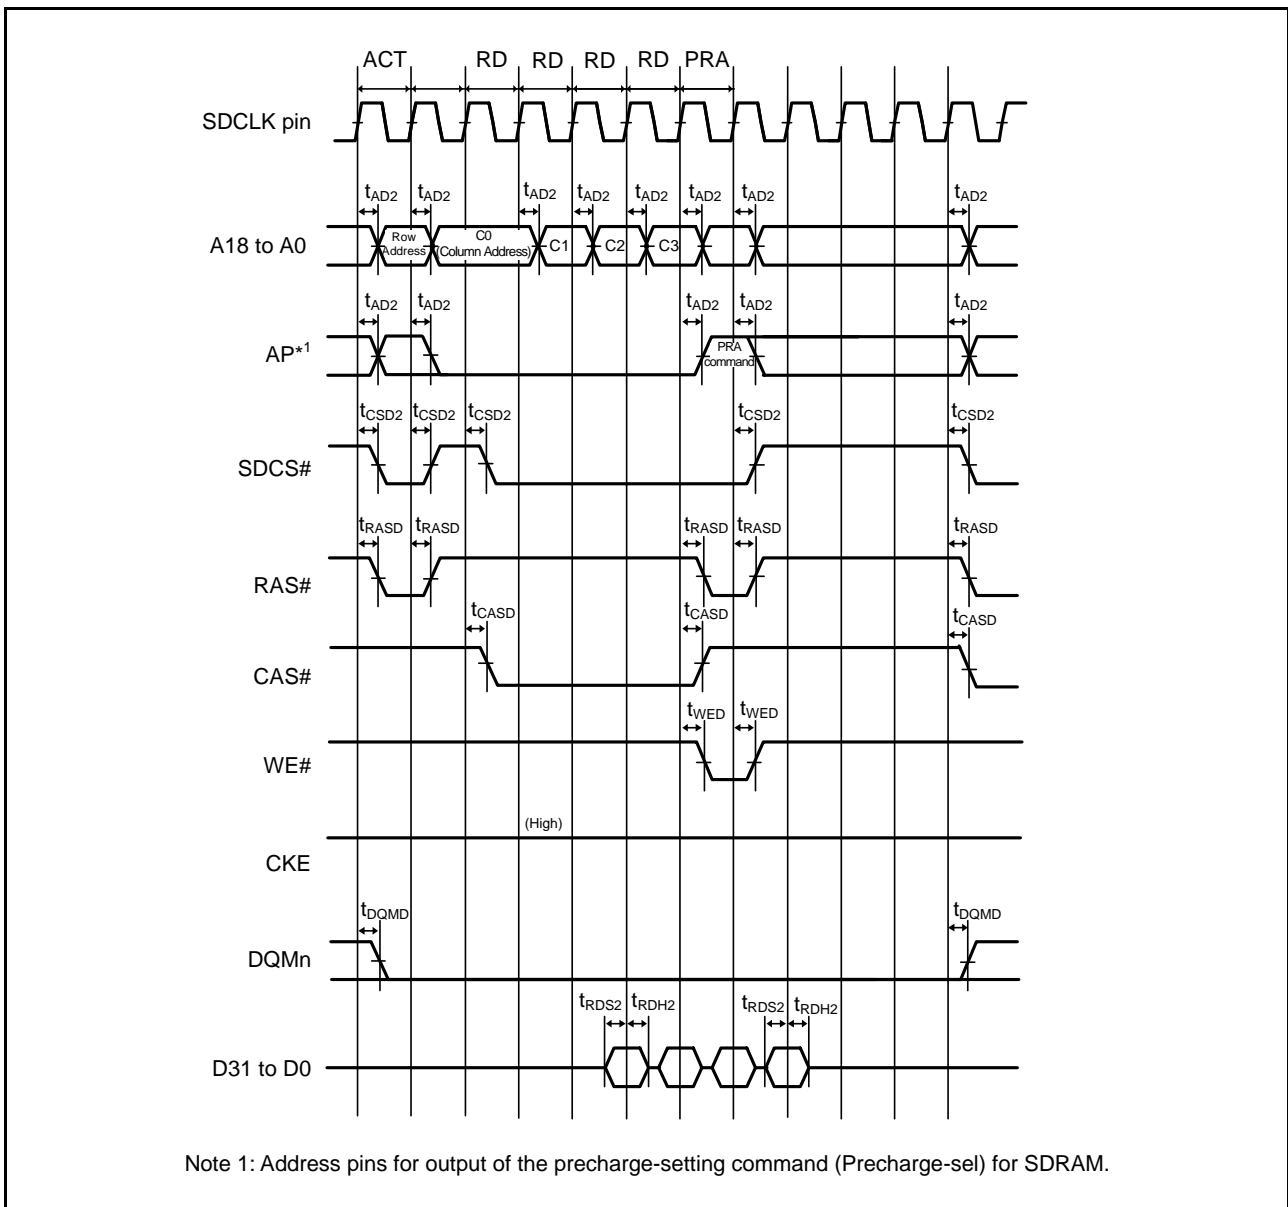 ACT RD RD RD RD PRA
SDCLK pin
tAD2 tAD2 tAD2 tAD2 tAD2 tAD2 tAD2 tAD2
A18 to A0
Row Address
C0 (Column Address)
C1 C2 C3
tAD2 tAD2 tAD2 tAD2 tAD2
AP*1
PRA command
tCSD2 tCSD2 tCSD2 tCSD2 tCSD2
SDCS#
tRASD tRASD tRASD tRASD tRASD
RAS#
tCASD tCASD tCASD
CAS#
tWED tWED
WE#
(High)
CKE
tDQMD tDQMD
DQMn
tRDS2 tRDH2 tRDS2 tRDH2
D31 to D0
Note 1: Address pins for output of the precharge-setting command (Precharge-sel) for SDRAM.